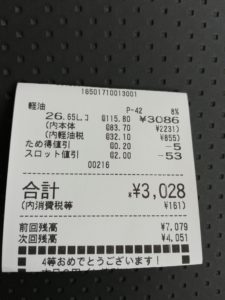 16501710013001
P-42 8%
軽油
26.65L コ @115.80 ¥3086
(内本体 @83.70 ¥2231)
(内軽油税 @32.10 ¥855)
ため得値引 @0.20 -5
スロット値引 @2.00 -53
00216
合計 ¥3,028
(内消費税等 ¥161)
前回残高 ¥7,079
次回残高 ¥4,051
4等おめでとうございます!